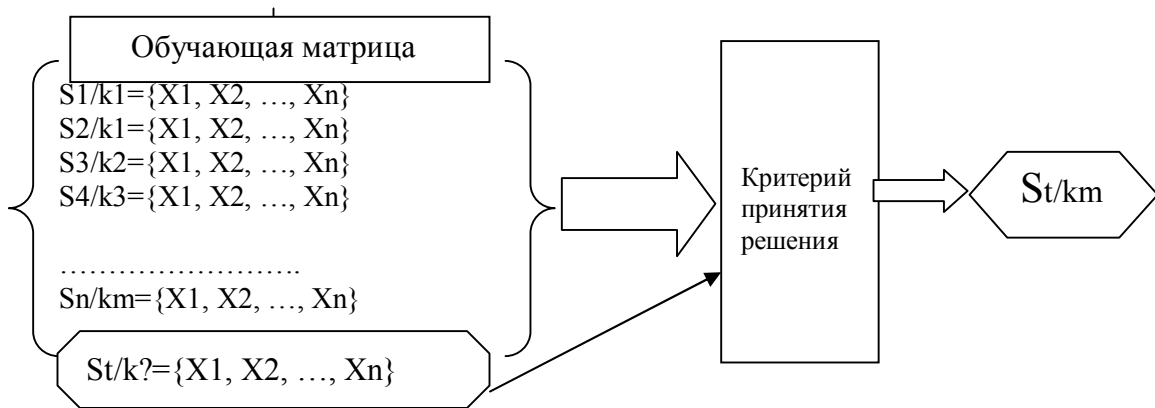 Обучающая матрица
S1/k1={X1, X2, …, Xn}
S2/k1={X1, X2, …, Xn}
S3/k2={X1, X2, …, Xn}
S4/k3={X1, X2, …, Xn}
…………………….
Sn/km={X1, X2, …, Xn}
St/k?={X1, X2, …, Xn}
Критерий
принятия
решения
St/km